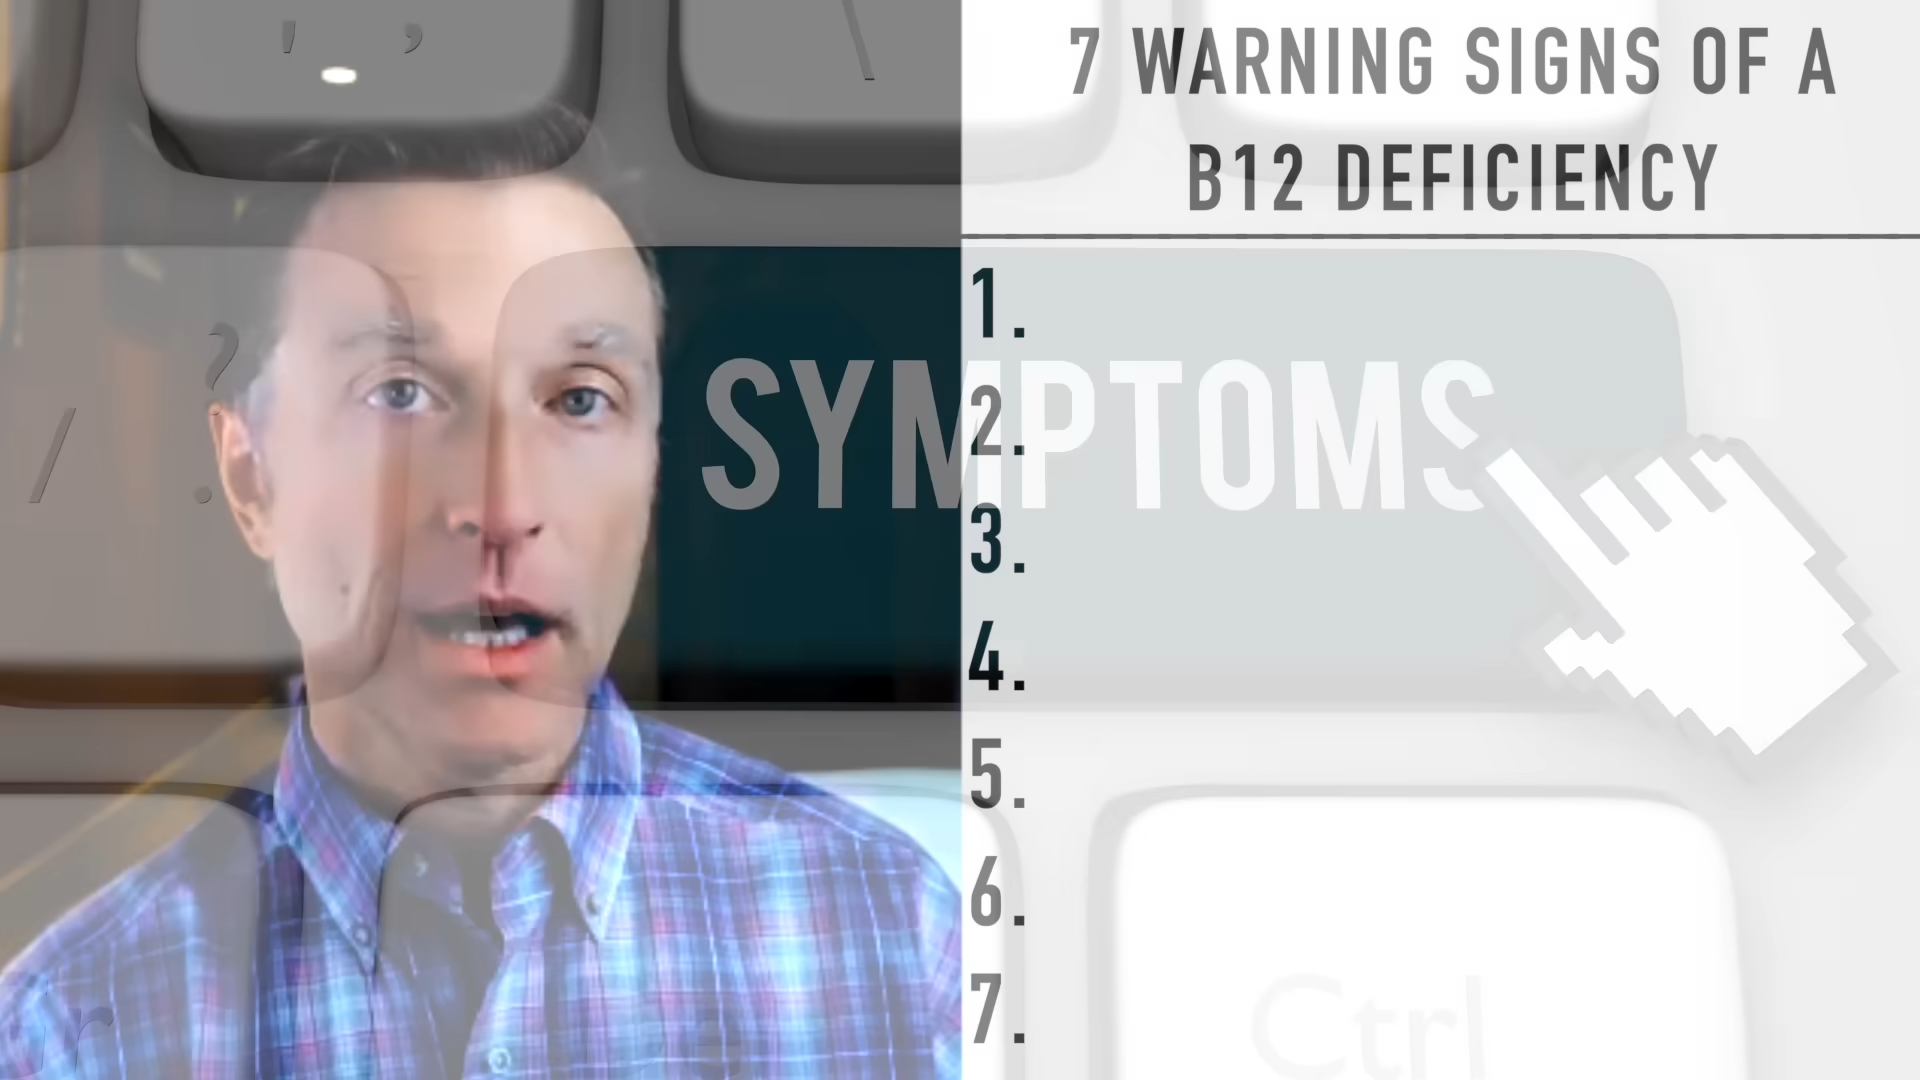 7 WARNING SIGNS OF A
B12 DEFICIENCY
1.
SYMPTOMS
2.
3.
4.
5.
6.
7.
Ctrl
' ,
\
?
/ .